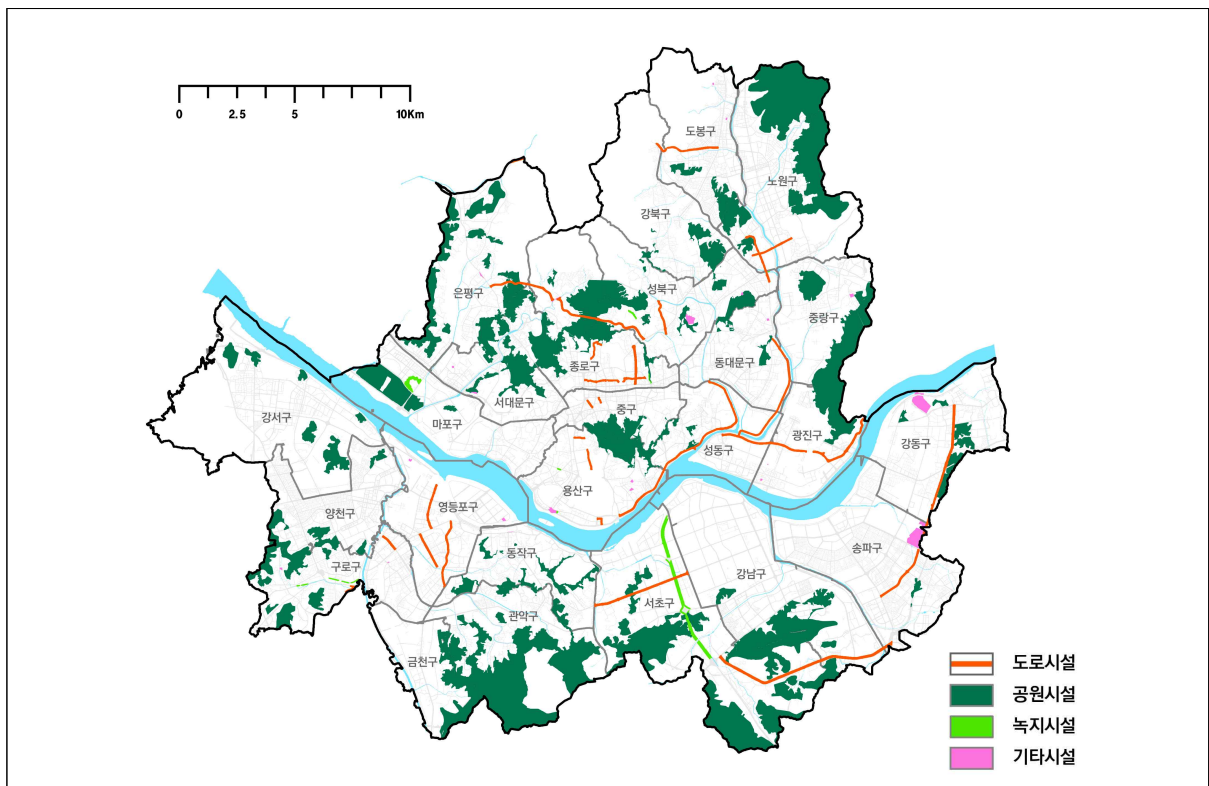 0 2.5 5 10Km
도봉구
노원구
강북구
은평구
성북구
중랑구
종로구
동대문구
서대문구
중구
강서구
마포구
성동구
광진구
강동구
용산구
양천구
영등포구
송파구
동작구
구로구
강남구
서초구
관악구
금천구
도로시설
공원시설
녹지시설
기타시설